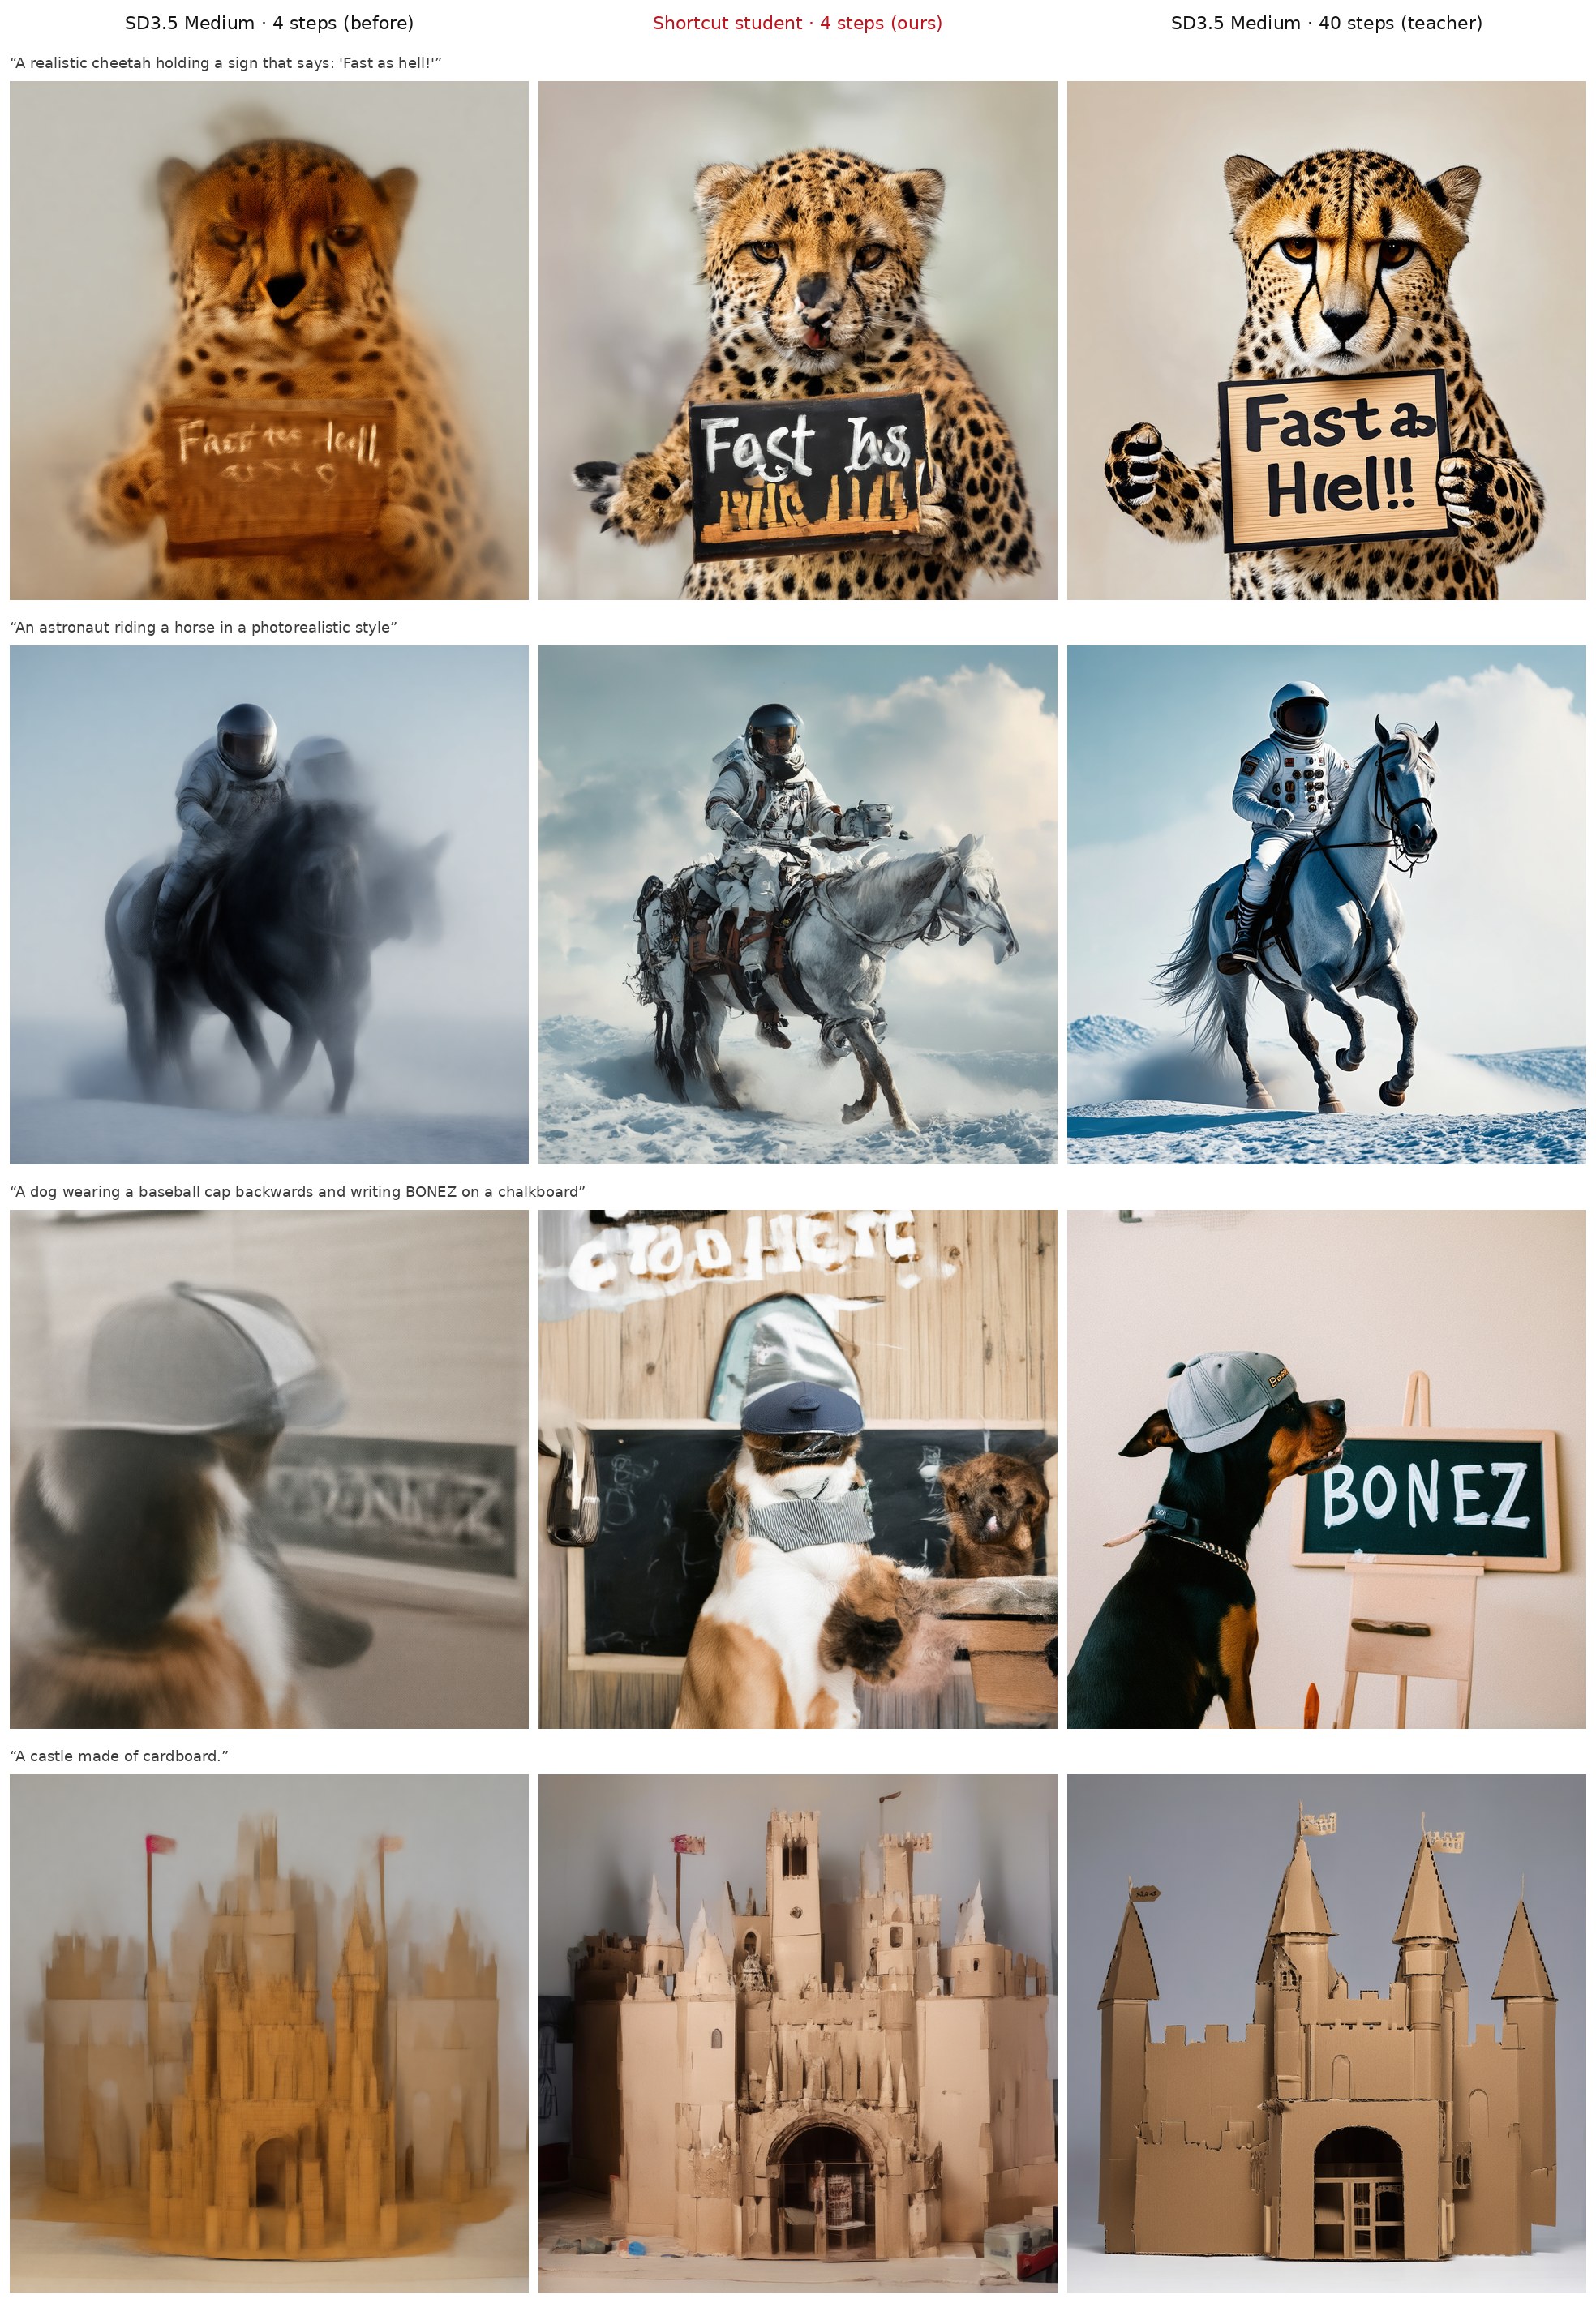 SD3.5 Medium · 4 steps (before)
Shortcut student · 4 steps (ours)
SD3.5 Medium · 40 steps (teacher)
“A realistic cheetah holding a sign that says: 'Fast as hell!'”
Fast
Fast as
Hiel!!
“An astronaut riding a horse in a photorealistic style”
“A dog wearing a baseball cap backwards and writing BONEZ on a chalkboard”
BONEZ
“A castle made of cardboard.”